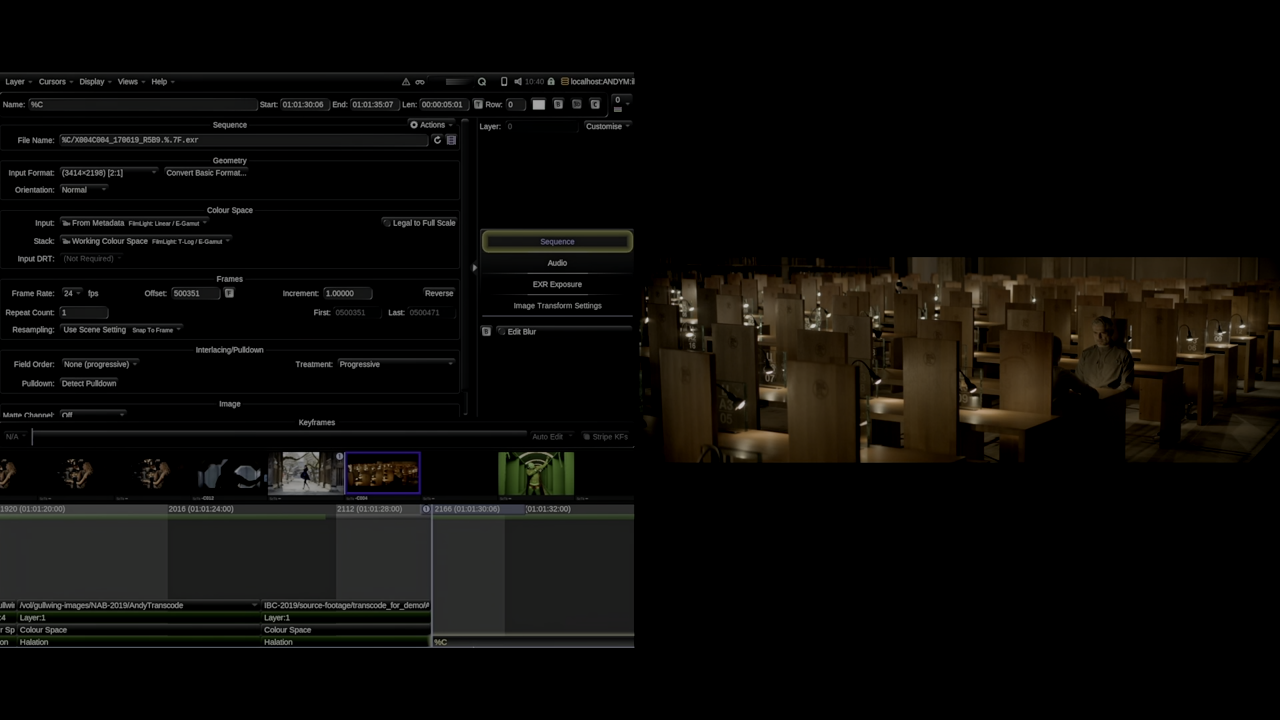 Layer Cursors Display Views Help 10:40 localhost:ANDYM:
Name: %C Start: 01:01:30:06 End: 01:01:35:07 Len: 00:00:05:01 Row: 0 0
Sequence Actions Layer: 0 Customise
File Name: %C/X004C004_170619_R5B9.%.7F.exr
Geometry
Input Format: (3414×2198) [2:1] Convert Basic Format...
Orientation: Normal
Colour Space
Input: From Metadata FilmLight: Linear / E-Gamut Legal to Full Scale
Stack: Working Colour Space FilmLight: T-Log / E-Gamut
Input DRT: (Not Required)
Sequence
Audio
EXR Exposure
Image Transform Settings
Edit Blur
Frames
Frame Rate: 24 fps Offset: 500351 Increment: 1.00000 Reverse
Repeat Count: 1 First: 0500351 Last: 0500471
Resampling: Use Scene Setting Snap To Frame
Interlacing/Pulldown
Field Order: None (progressive) Treatment: Progressive
Pulldown: Detect Pulldown
Image
Matte Channel: Off
Keyframes
N/A Auto Edit Stripe KFs
1920 (01:01:20:00) 2016 (01:01:24:00) 2112 (01:01:28:00) 2166 (01:01:30:06) (01:01:32:00)
/vol/gullwing-images/NAB-2019/AndyTranscode IBC-2019/source-footage/transcode_for_demo/
Layer:1 Layer:1
Colour Space Colour Space
Halation Halation %C